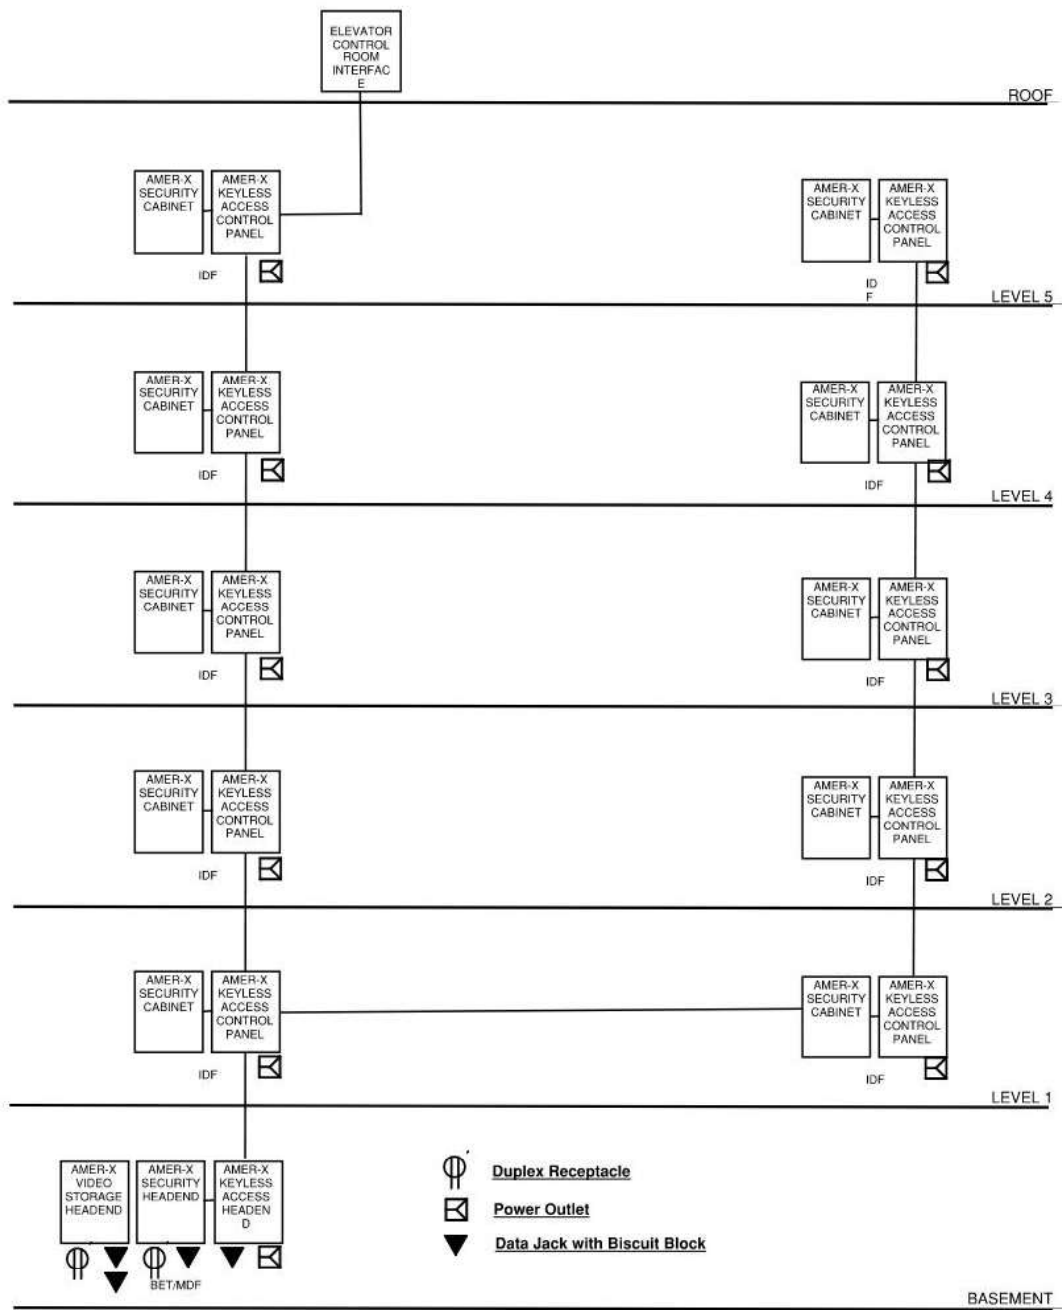 ELEVATOR
CONTROL
ROOM
INTERFAC
E
ROOF
AMER-X
SECURITY
CABINET
AMER-X
KEYLESS
ACCESS
CONTROL
PANEL
IDF
AMER-X
SECURITY
CABINET
AMER-X
KEYLESS
ACCESS
CONTROL
PANEL
ID
F
LEVEL 5
AMER-X
SECURITY
CABINET
AMER-X
KEYLESS
ACCESS
CONTROL
PANEL
IDF
AMER-X
SECURITY
CABINET
AMER-X
KEYLESS
ACCESS
CONTROL
PANEL
IDF
LEVEL 4
AMER-X
SECURITY
CABINET
AMER-X
KEYLESS
ACCESS
CONTROL
PANEL
IDF
AMER-X
SECURITY
CABINET
AMER-X
KEYLESS
ACCESS
CONTROL
PANEL
IDF
LEVEL 3
AMER-X
SECURITY
CABINET
AMER-X
KEYLESS
ACCESS
CONTROL
PANEL
IDF
AMER-X
SECURITY
CABINET
AMER-X
KEYLESS
ACCESS
CONTROL
PANEL
IDF
LEVEL 2
AMER-X
SECURITY
CABINET
AMER-X
KEYLESS
ACCESS
CONTROL
PANEL
IDF
AMER-X
SECURITY
CABINET
AMER-X
KEYLESS
ACCESS
CONTROL
PANEL
IDF
LEVEL 1
AMER-X
VIDEO
STORAGE
HEADEND
AMER-X
SECURITY
HEADEND
AMER-X
KEYLESS
ACCESS
HEADEN
D
BET/MDF
Duplex Receptacle
Power Outlet
Data Jack with Biscuit Block
BASEMENT